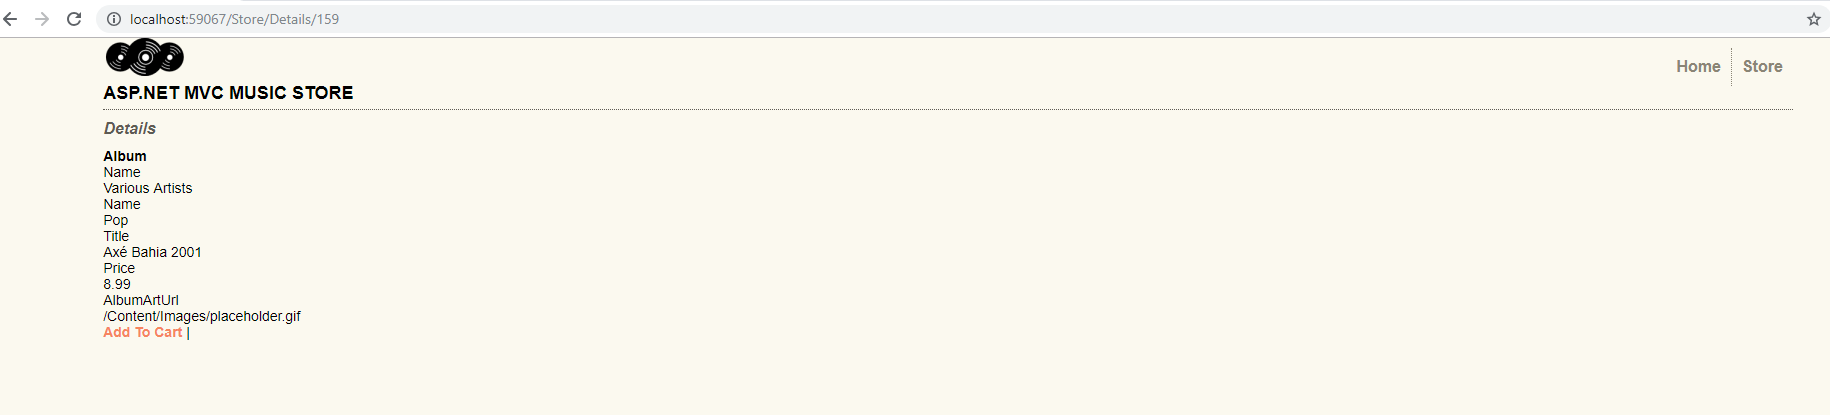 localhost:59067/Store/Details/159
Home
Store
ASP.NET MVC MUSIC STORE
Details
Album
Name
Various Artists
Name
Pop
Title
Axé Bahia 2001
Price
8.99
AlbumArtUrl
/Content/Images/placeholder.gif
Add To Cart |